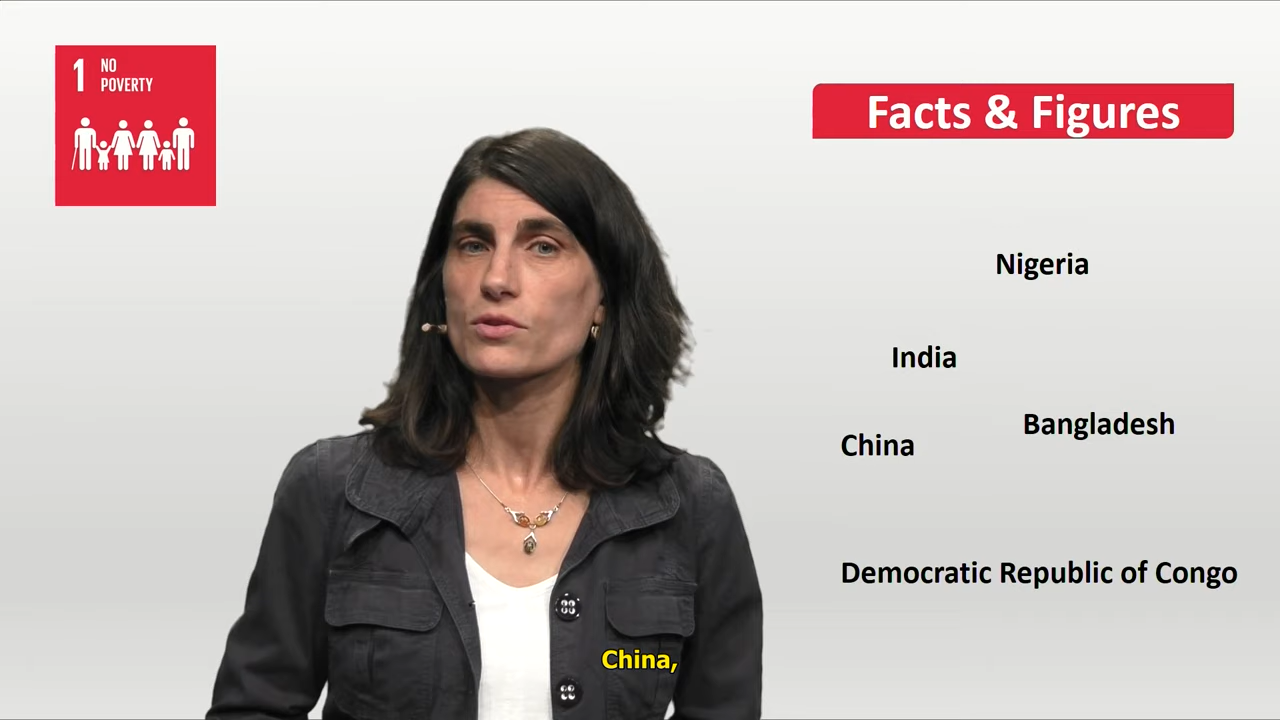 1 NO
POVERTY
Facts & Figures
Nigeria
India
Bangladesh
China
Democratic Republic of Congo
China,